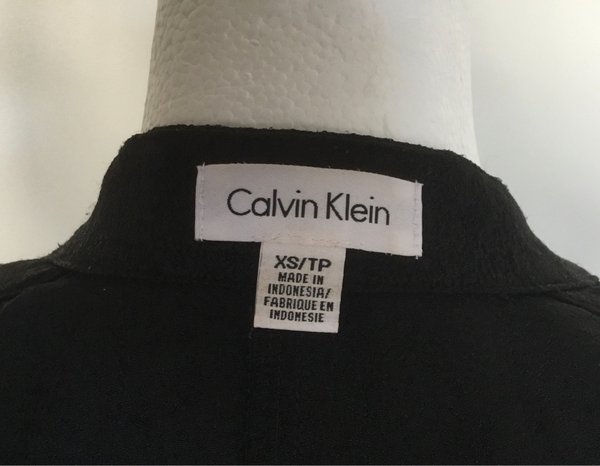 Calvin Klein
XS/TP
MADE IN
INDONESIA/
FABRIQUE EN
INDONESIE